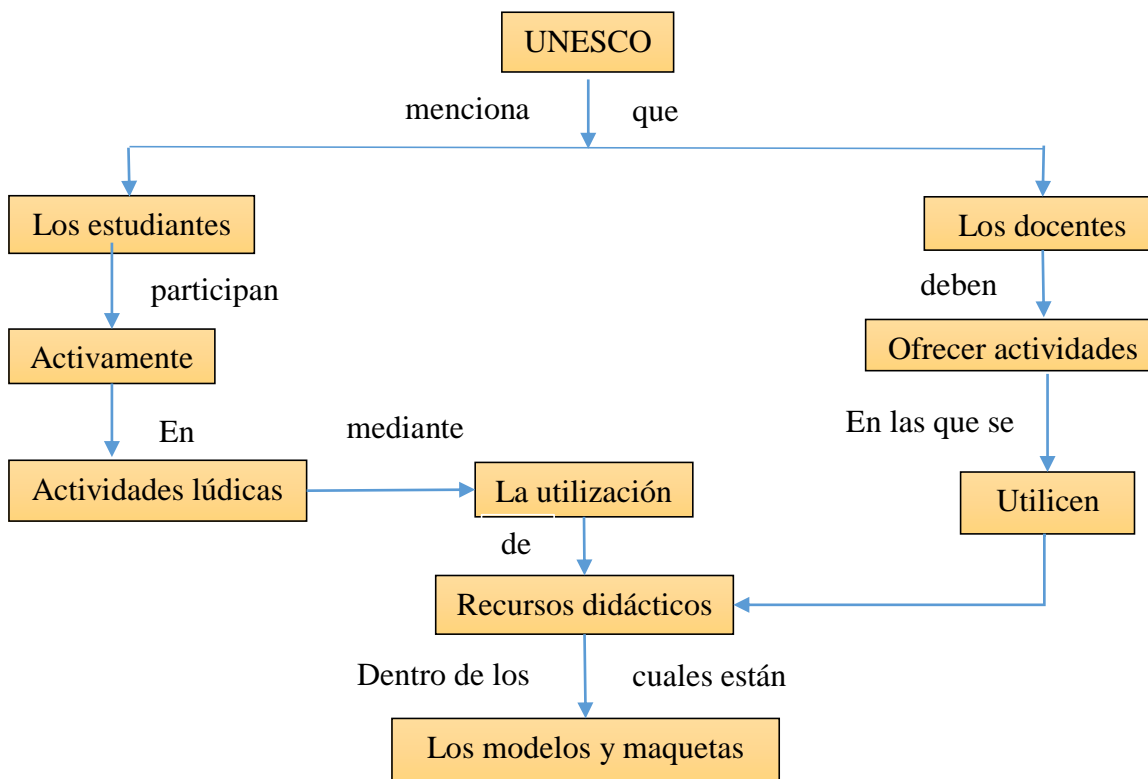 UNESCO
menciona que
Los estudiantes
Los docentes
participan
deben
Activamente
Ofrecer actividades
En
mediante
En las que se
Actividades lúdicas
La utilización
Utilicen
de
Recursos didácticos
Dentro de los cuales están
Los modelos y maquetas